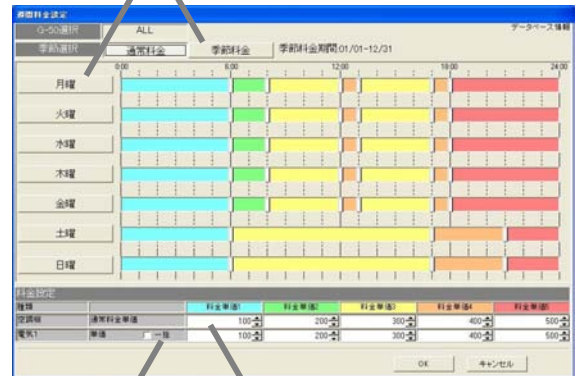 週間料金設定
G-50選択 ALL データベース情報
季節選択 通常料金 季節料金 季節料金期間:01/01-12/31
0:00 6:00 12:00 18:00 24:00
月曜
火曜
水曜
木曜
金曜
土曜
日曜
料金設定
種類 料金単価1 料金単価2 料金単価3 料金単価4 料金単価5
空調機 通常料金単価 100 200 300 400 500
電気1 単価 一括 100 200 300 400 500
OK キャンセル